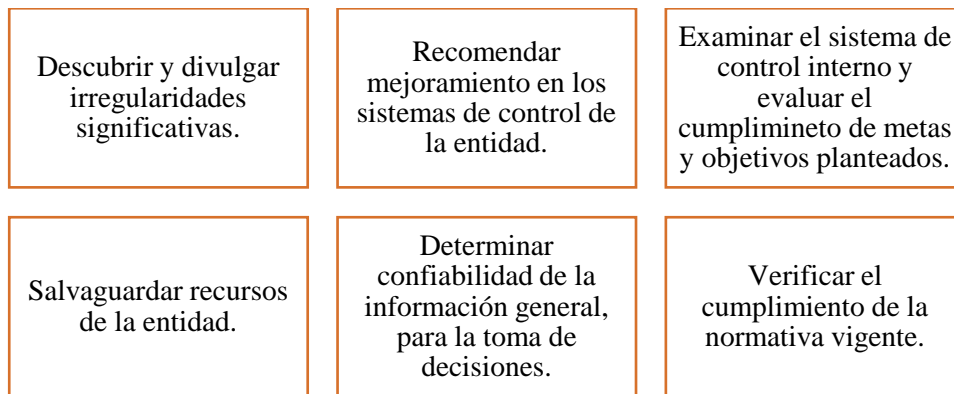 Descubrir y divulgar
irregularidades
significativas.
Recomendar
mejoramiento en los
sistemas de control de
la entidad.
Examinar el sistema de
control interno y
evaluar el
cumplimineto de metas
y objetivos planteados.
Salvaguardar recursos
de la entidad.
Determinar
confiabilidad de la
información general,
para la toma de
decisiones.
Verificar el
cumplimiento de la
normativa vigente.